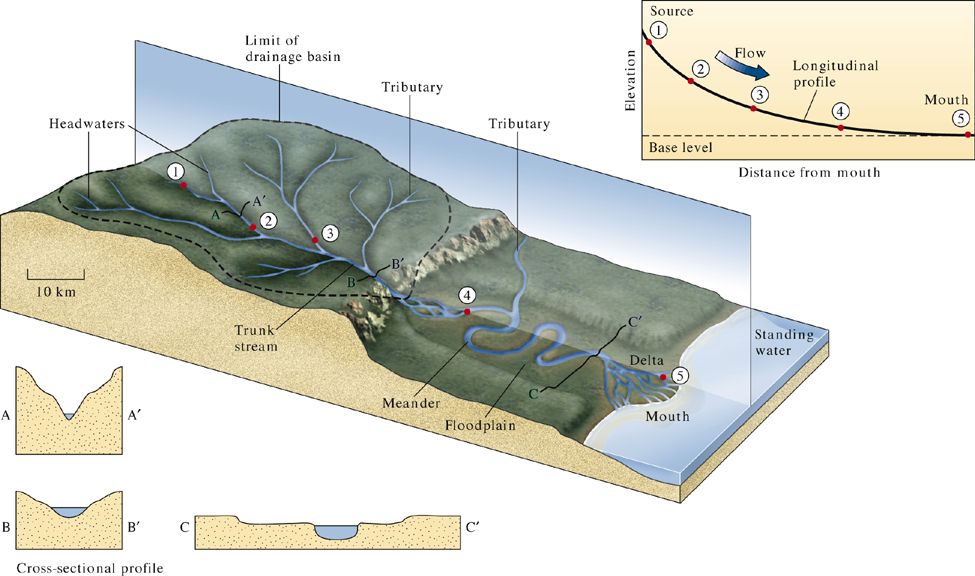 Source
1
Flow
2
Longitudinal
profile
3
4
Mouth
5
Elevation
Base level
Distance from mouth
Limit of
drainage basin
Tributary
Headwaters
Tributary
1
A
A′
2
3
B
B′
10 km
4
Trunk
stream
C′
Standing
water
Delta
5
C
Meander
Mouth
Floodplain
A
A′
B
B′
C
C′
Cross-sectional profile